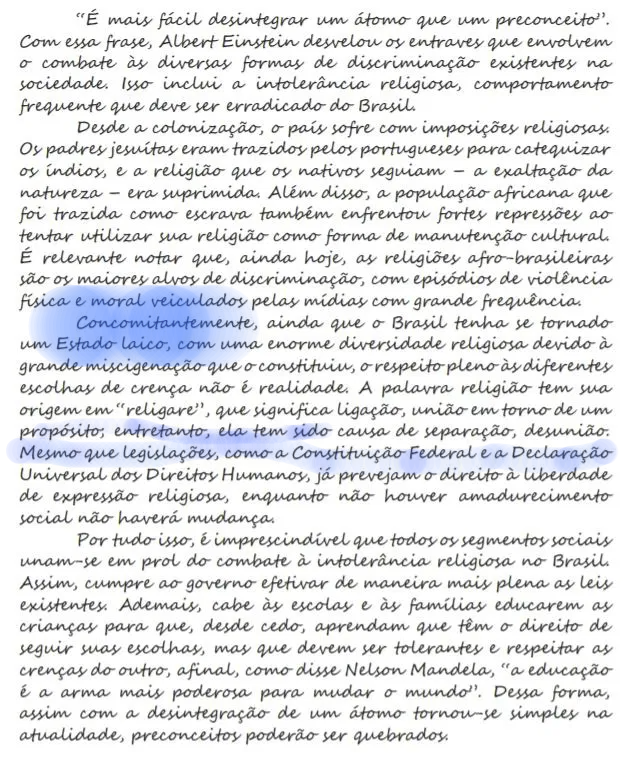 “É mais fácil desintegrar um átomo que um preconceito”.
Com essa frase, Albert Einstein desvelou os entraves que envolvem
o combate às diversas formas de discriminação existentes na
sociedade. Isso inclui a intolerância religiosa, comportamento
frequente que deve ser erradicado do Brasil.
Desde a colonização, o país sofre com imposições religiosas.
Os padres jesuítas eram trazidos pelos portugueses para catequizar
os índios, e a religião que os nativos seguiam – a exaltação da
natureza – era suprimida. Além disso, a população africana que
foi trazida como escrava também enfrentou fortes repressões ao
tentar utilizar sua religião como forma de manutenção cultural.
É relevante notar que, ainda hoje, as religiões afro-brasileiras
são os maiores alvos de discriminação, com episódios de violência
física e moral veiculados pelas mídias com grande frequência.
Concomitantemente, ainda que o Brasil tenha se tornado
um Estado laico, com uma enorme diversidade religiosa devido à
grande miscigenação que o constituiu, o respeito pleno às diferentes
escolhas de crença não é realidade. A palavra religião tem sua
origem em “religare”, que significa ligação, união em torno de um
propósito; entretanto, ela tem sido causa de separação, desunião.
Mesmo que legislações, como a Constituição Federal e a Declaração
Universal dos Direitos Humanos, já prevejam o direito à liberdade
de expressão religiosa, enquanto não houver amadurecimento
social não haverá mudança.
Por tudo isso, é imprescindível que todos os segmentos sociais
unam-se em prol do combate à intolerância religiosa no Brasil.
Assim, cumpre ao governo efetivar de maneira mais plena as leis
existentes. Ademais, cabe às escolas e às famílias educarem as
crianças para que, desde cedo, aprendam que têm o direito de
seguir suas escolhas, mas que devem ser tolerantes e respeitar as
crenças do outro, afinal, como disse Nelson Mandela, “a educação
é a arma mais poderosa para mudar o mundo”. Dessa forma,
assim com a desintegração de um átomo tornou-se simples na
atualidade, preconceitos poderão ser quebrados.